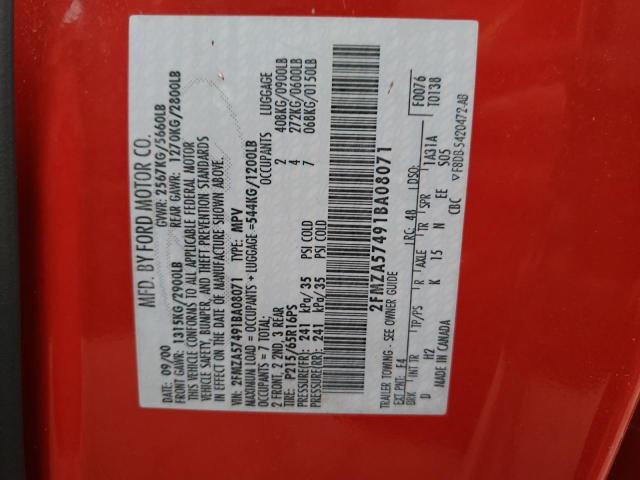 MFD. BY FORD MOTOR CO.
DATE: 09/00 GVWR: 2567KG/5660LB
FRONT GAWR: 1315KG/2900LB REAR GAWR: 1270KG/2800LB
THIS VEHICLE CONFORMS TO ALL APPLICABLE FEDERAL MOTOR
VEHICLE SAFETY, BUMPER, AND THEFT PREVENTION STANDARDS
IN EFFECT ON THE DATE OF MANUFACTURE SHOWN ABOVE.
VIN: 2FMZA57491BA08071 TYPE: MPV
MAXIMUM LOAD = OCCUPANTS + LUGGAGE =544KG/1200LB
OCCUPANTS = 7 TOTAL: OCCUPANTS LUGGAGE
2 FRONT, 2 2ND, 3 REAR 2 408KG/0900LB
TIRE: P215/65R16PS 4 272KG/0600LB
PRESSURE(FR): 241 kPa/35 PSI COLD 7 068KG/0150LB
PRESSURE(RR): 241 kPa/35 PSI COLD
2FMZA57491BA08071
TRAILER TOWING - SEE OWNER GUIDE
EXT PNT: E4 RC: 48 DSO: F0076
BRK INT TR TP/PS R AXLE TR SPR T0138
D H2 K 15 N EE 1A31A
S05
MADE IN CANADA CBC ▽F8DB-5420472-AB